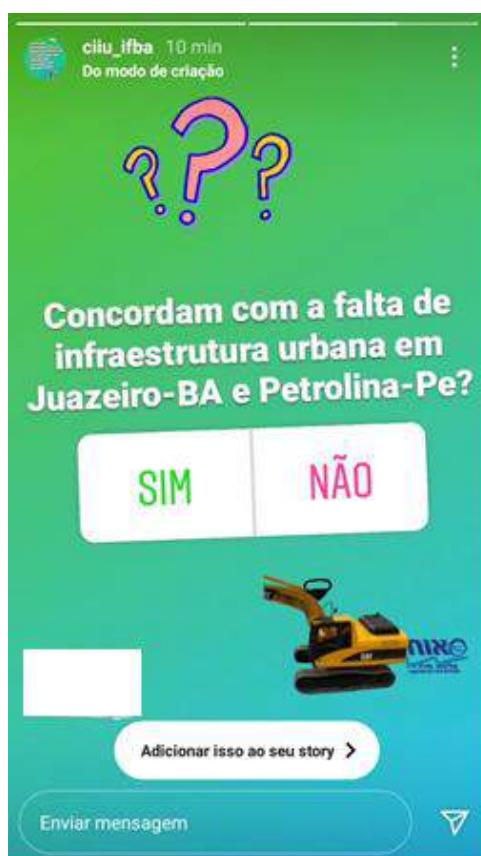 ciiu_ifba 10 min
Do modo de criação
???
Concordam com a falta de
infraestrutura urbana em
Juazeiro-BA e Petrolina-Pe?
SIM NÃO
CAT
Adicionar isso ao seu story
Enviar mensagem